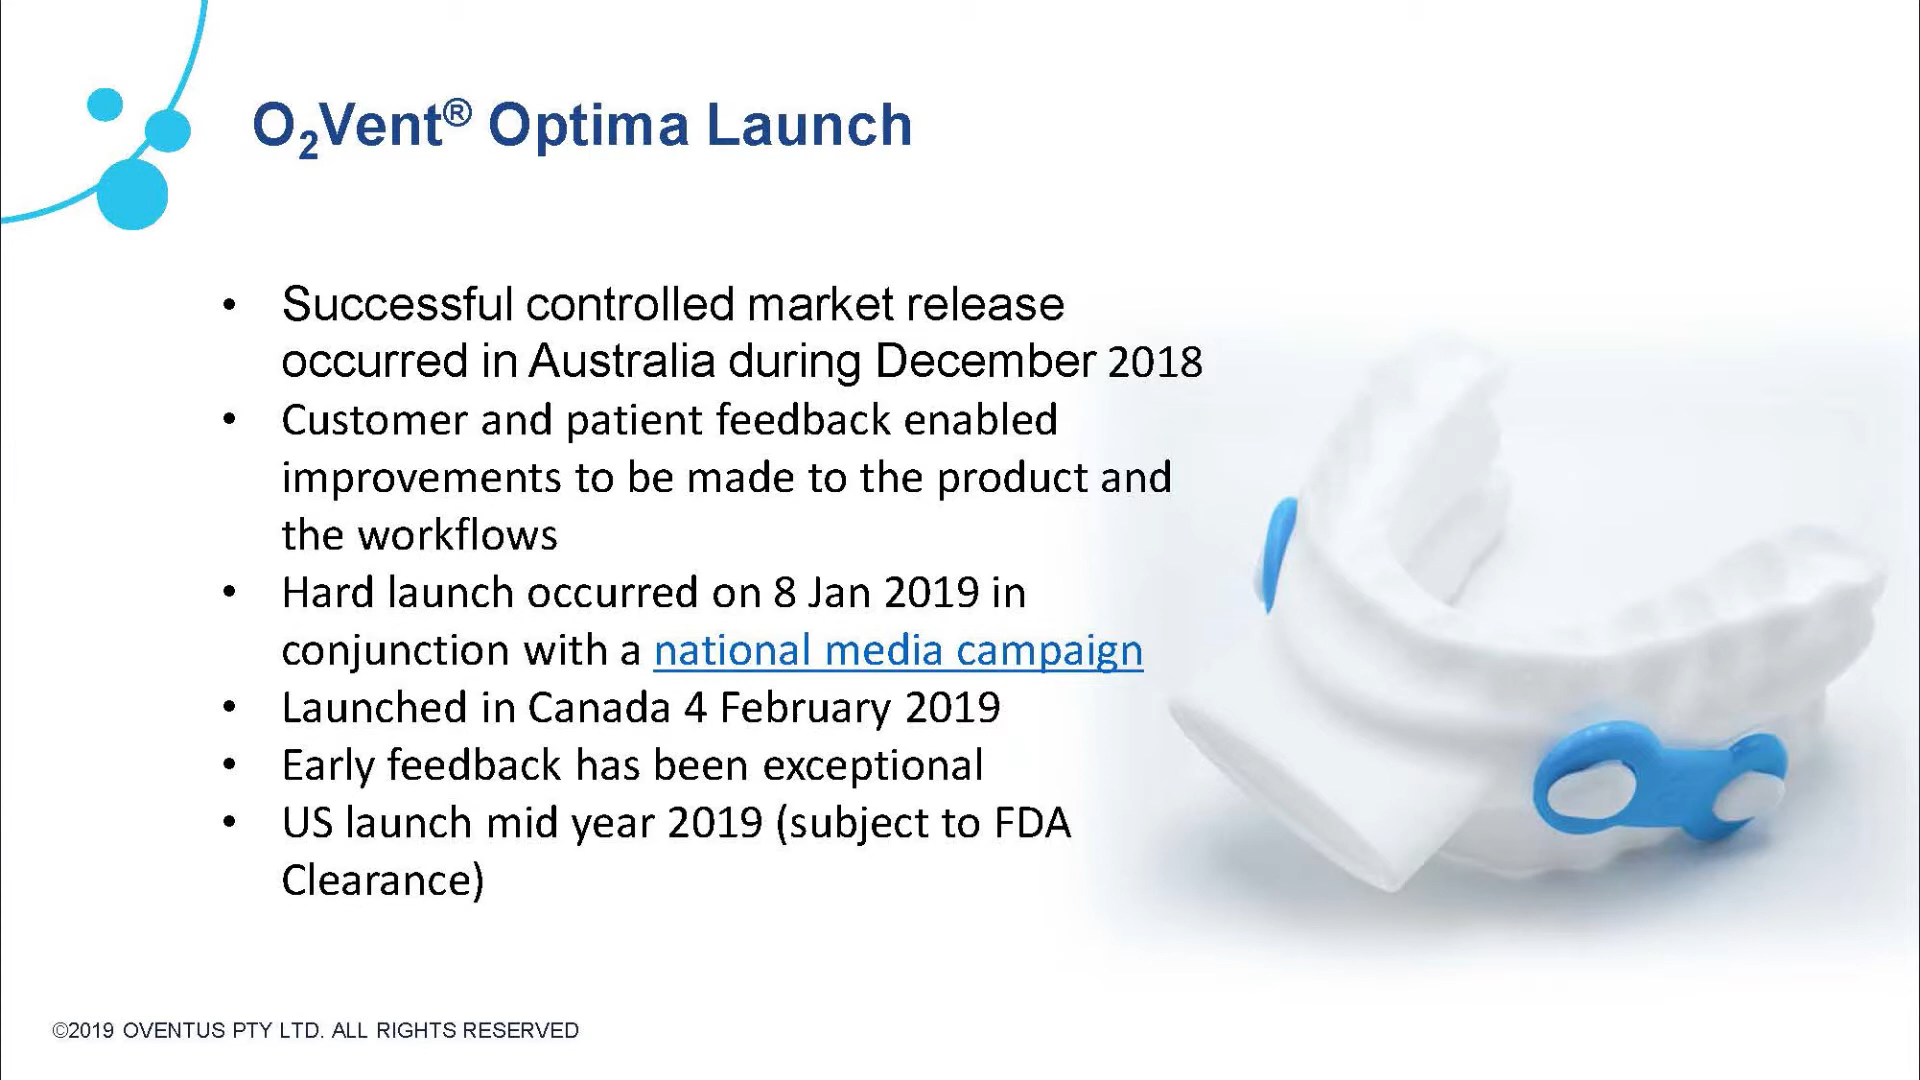 O₂Vent® Optima Launch
• Successful controlled market release
occurred in Australia during December 2018
• Customer and patient feedback enabled
improvements to be made to the product and
the workflows
• Hard launch occurred on 8 Jan 2019 in
conjunction with a national media campaign
• Launched in Canada 4 February 2019
• Early feedback has been exceptional
• US launch mid year 2019 (subject to FDA
Clearance)
©2019 OVENTUS PTY LTD. ALL RIGHTS RESERVED